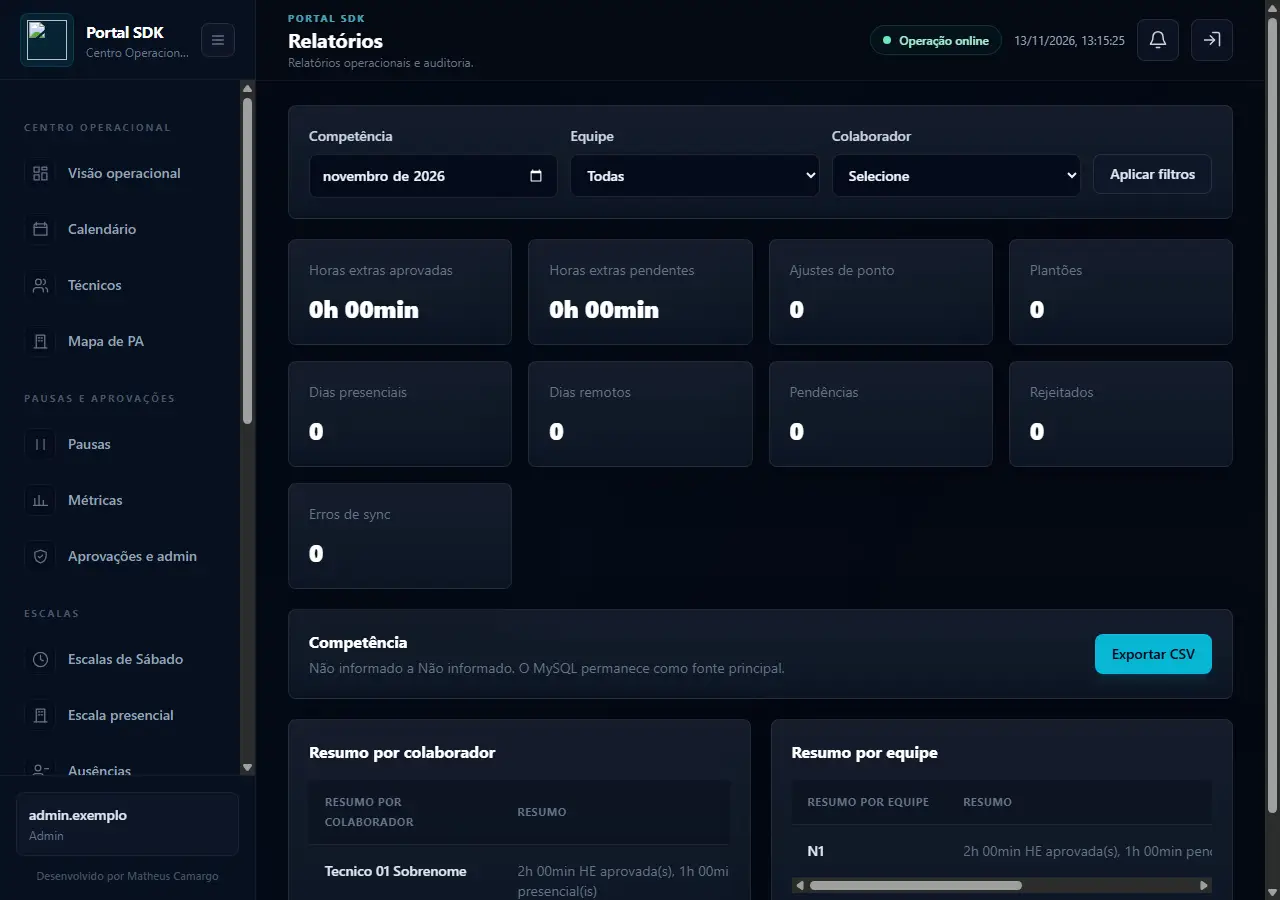 Portal SDK
Centro Operacion...
PORTAL SDK
Relatórios
Relatórios operacionais e auditoria.
Operação online
13/11/2026, 13:15:25
CENTRO OPERACIONAL
Visão operacional
Calendário
Técnicos
Mapa de PA
PAUSAS E APROVAÇÕES
Pausas
Métricas
Aprovações e admin
ESCALAS
Escalas de Sábado
Escala presencial
Ausências
admin.exemplo
Admin
Desenvolvido por Matheus Camargo
Competência
Equipe
Colaborador
novembro de 2026
Todas
Selecione
Aplicar filtros
Horas extras aprovadas
0h 00min
Horas extras pendentes
0h 00min
Ajustes de ponto
0
Plantões
0
Dias presenciais
0
Dias remotos
0
Pendências
0
Rejeitados
0
Erros de sync
0
Competência
Não informado a Não informado. O MySQL permanece como fonte principal.
Exportar CSV
Resumo por colaborador
RESUMO POR
COLABORADOR
RESUMO
Tecnico 01 Sobrenome
2h 00min HE aprovada(s), 1h 00mi
presencial(is)
Resumo por equipe
RESUMO POR EQUIPE
RESUMO
N1
2h 00min HE aprovada(s), 1h 00min pen